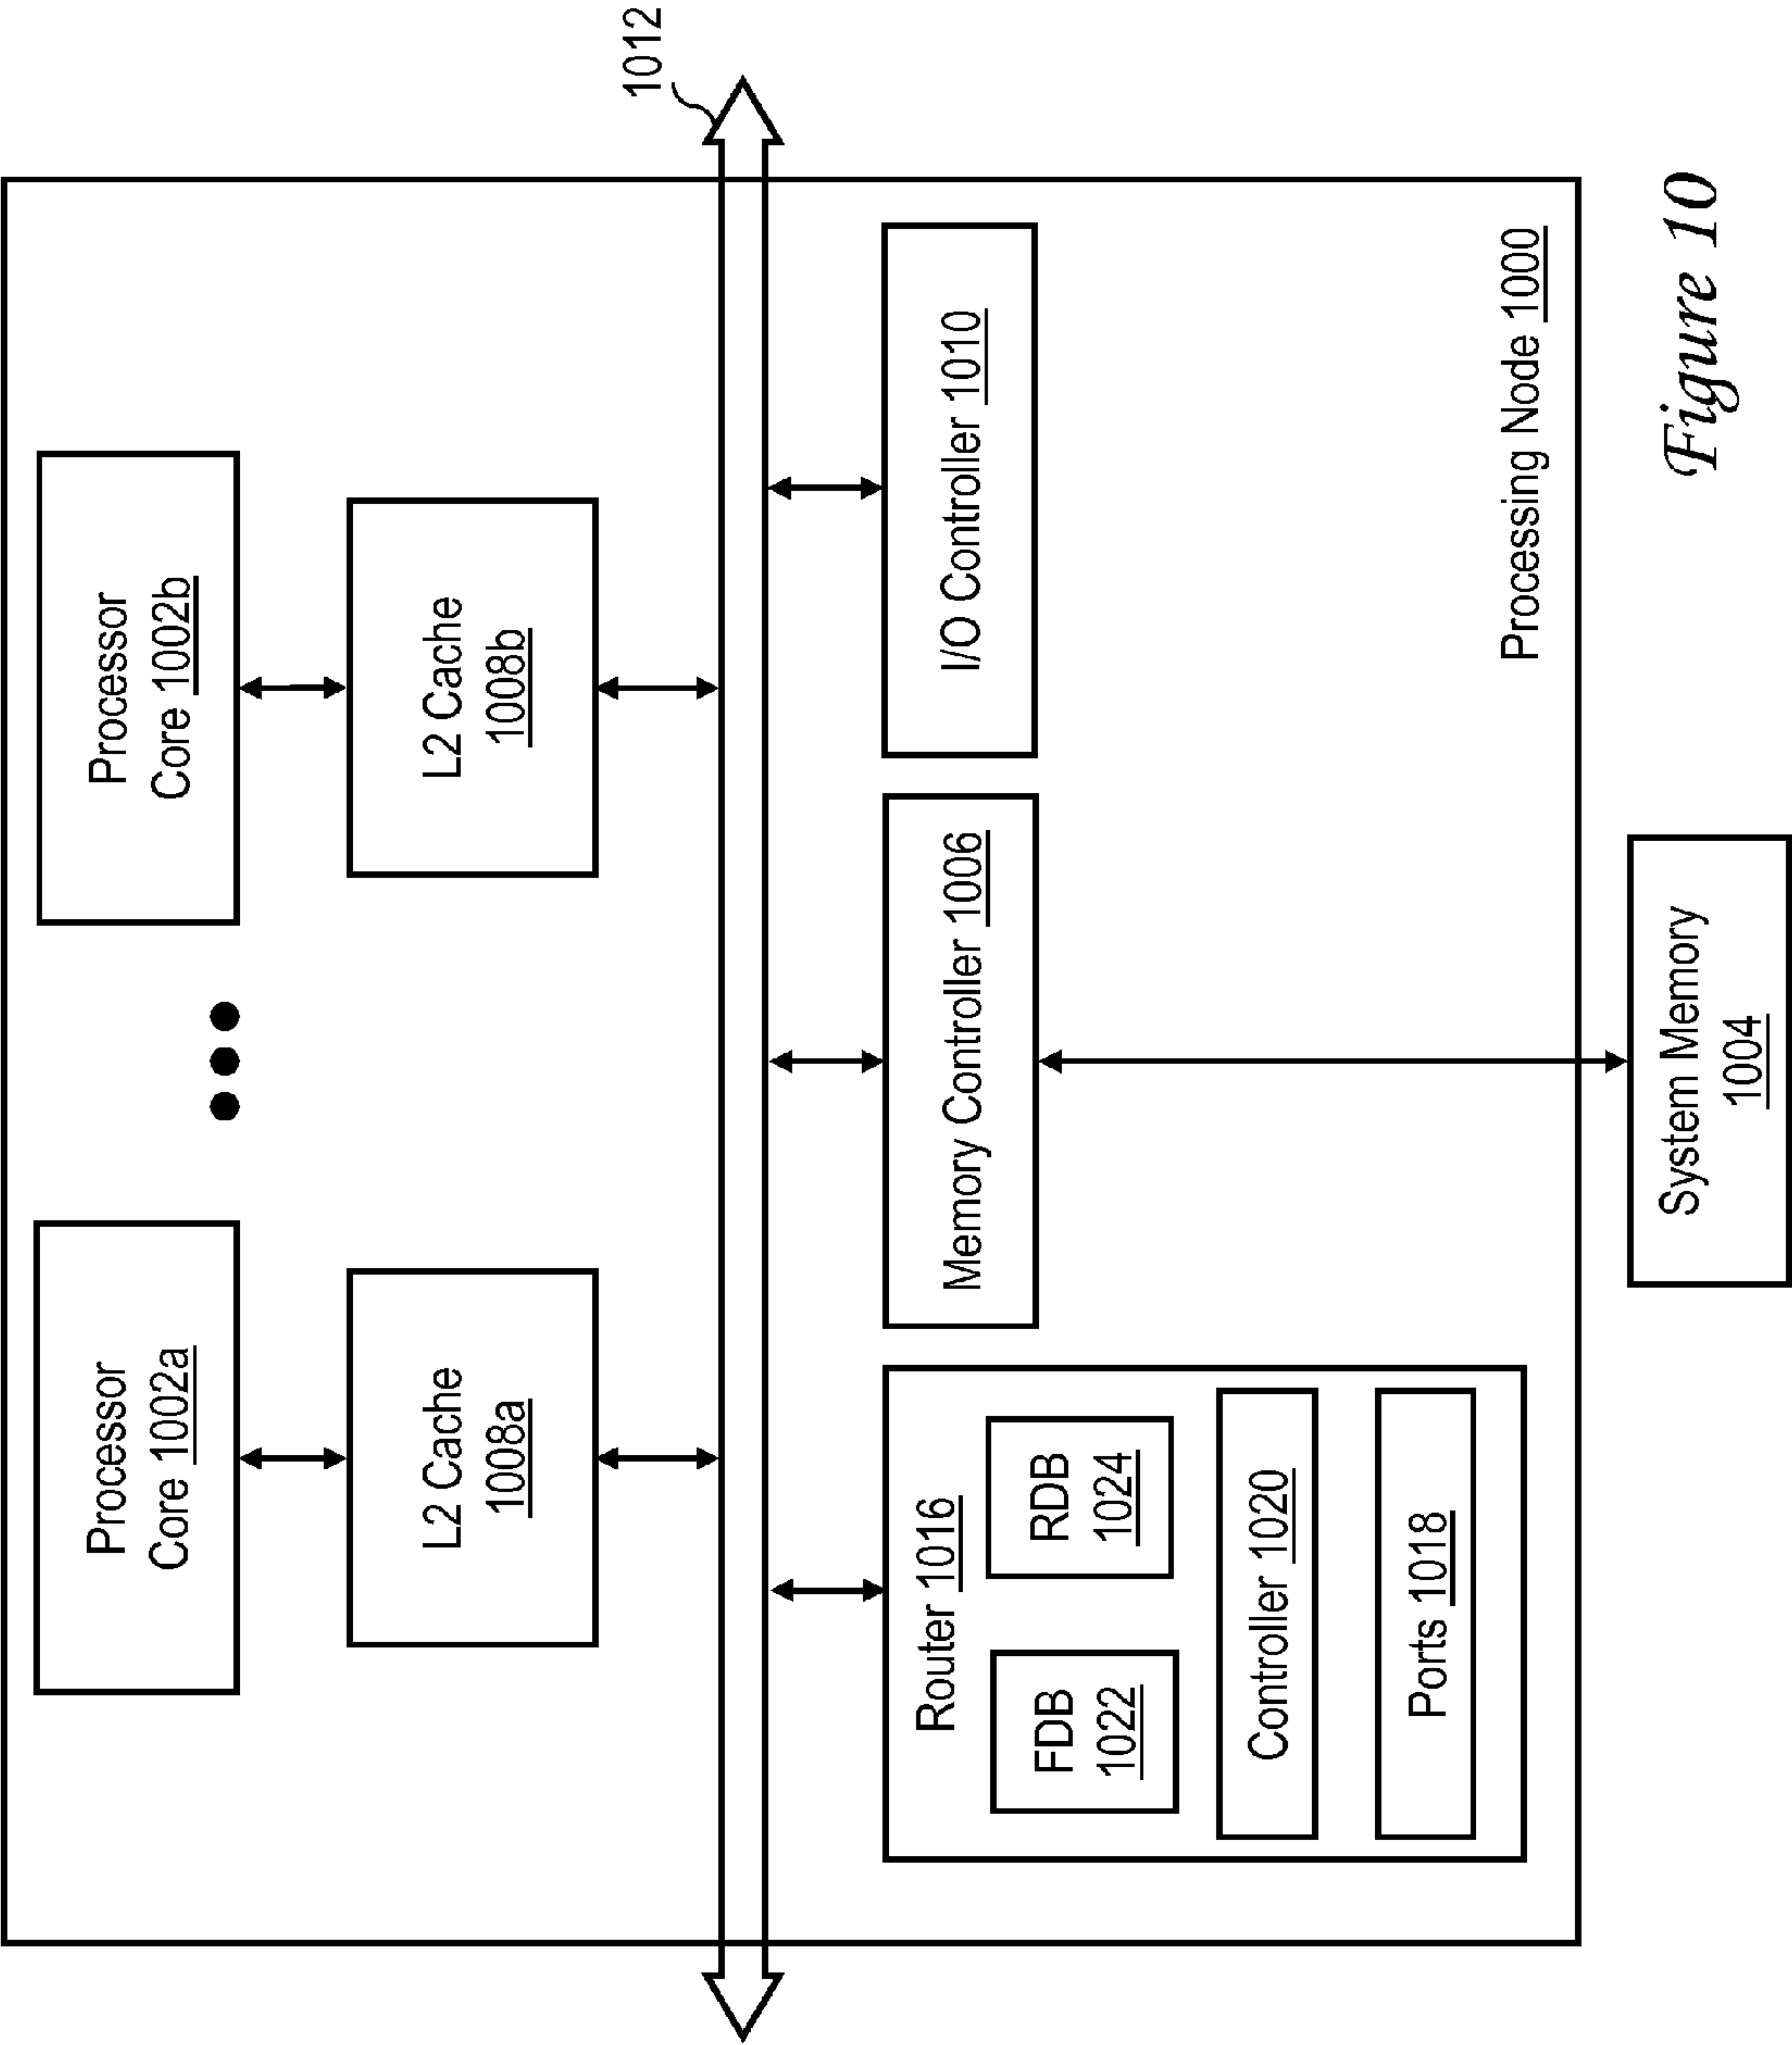 1012
Processor
Core 1002a
Processor
Core 1002b
L2 Cache
1008a
L2 Cache
1008b
Router 1016
FDB
1022
RDB
1024
Controller 1020
Ports 1018
Memory Controller 1006
I/O Controller 1010
Processing Node 1000
System Memory
1004
Figure 10